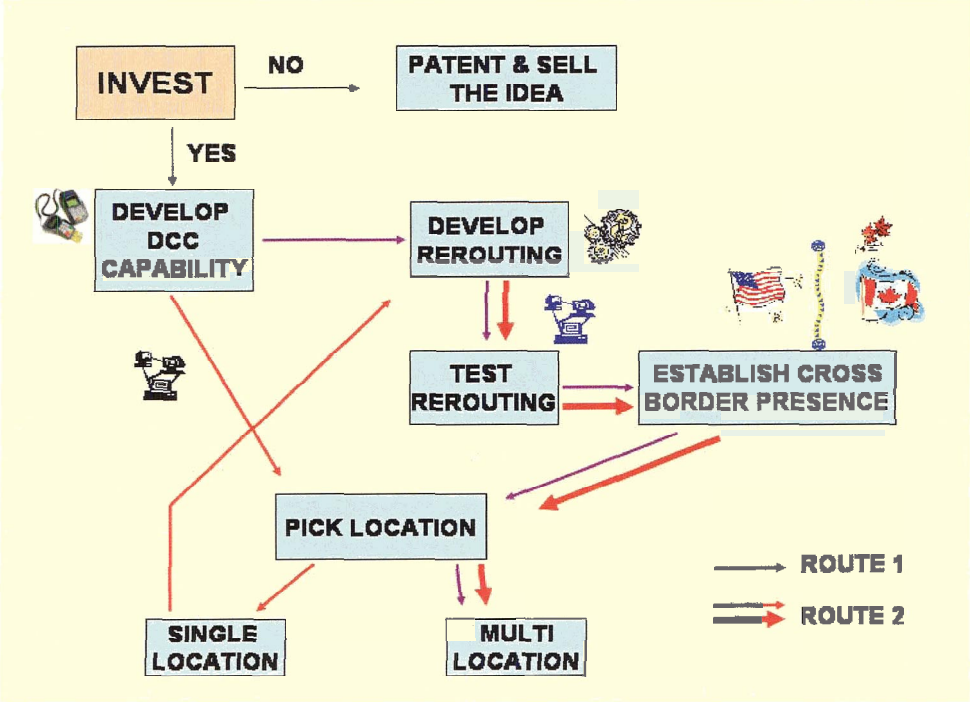 INVEST
NO
PATENT & SELL
THE IDEA
YES
DEVELOP
DCC
CAPABILITY
DEVELOP
REROUTING
TEST
REROUTING
ESTABLISH CROSS
BORDER PRESENCE
PICK LOCATION
ROUTE 1
ROUTE 2
SINGLE
LOCATION
MULTI
LOCATION